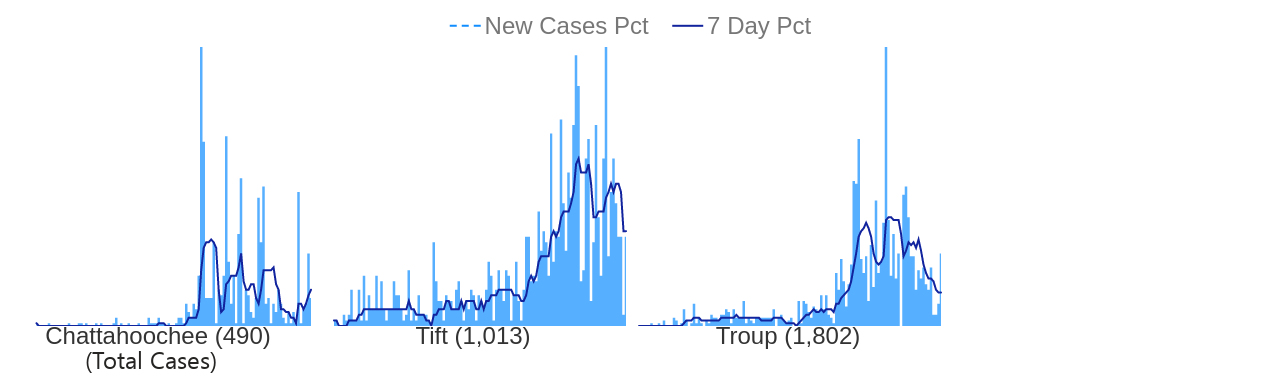 New Cases Pct 7 Day Pct
Chattahoochee (490) Tift (1,013) Troup (1,802)
(Total Cases)